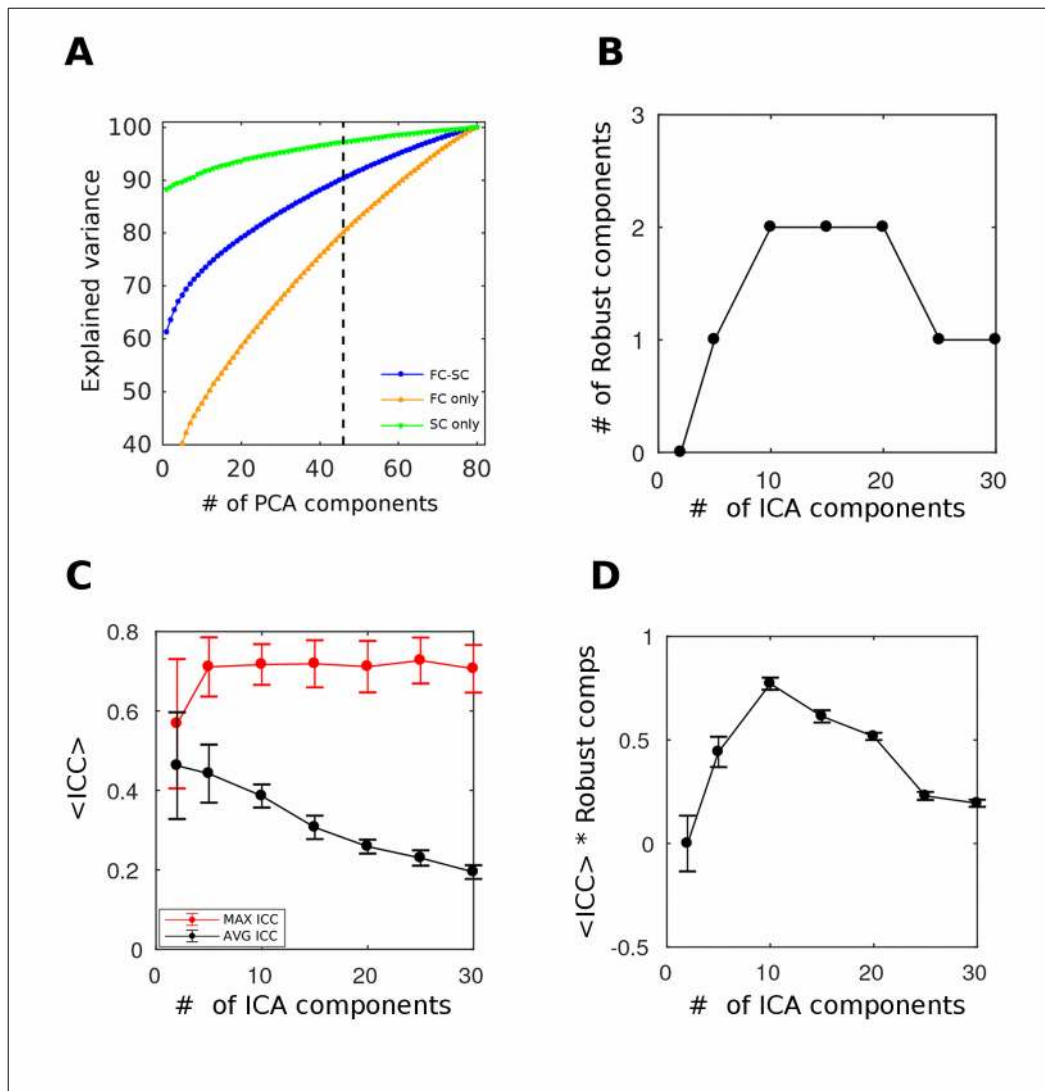 A
Explained variance
100
90
80
70
60
50
40
0 20 40 60 80
# of PCA components
FC-SC
FC only
SC only
B
# of Robust components
3
2
1
0
0 10 20 30
# of ICA components
C
<ICC>
0.8
0.6
0.4
0.2
0
0 10 20 30
# of ICA components
MAX ICC
AVG ICC
D
<ICC> * Robust comps
1
0.5
0
-0.5
0 10 20 30
# of ICA components